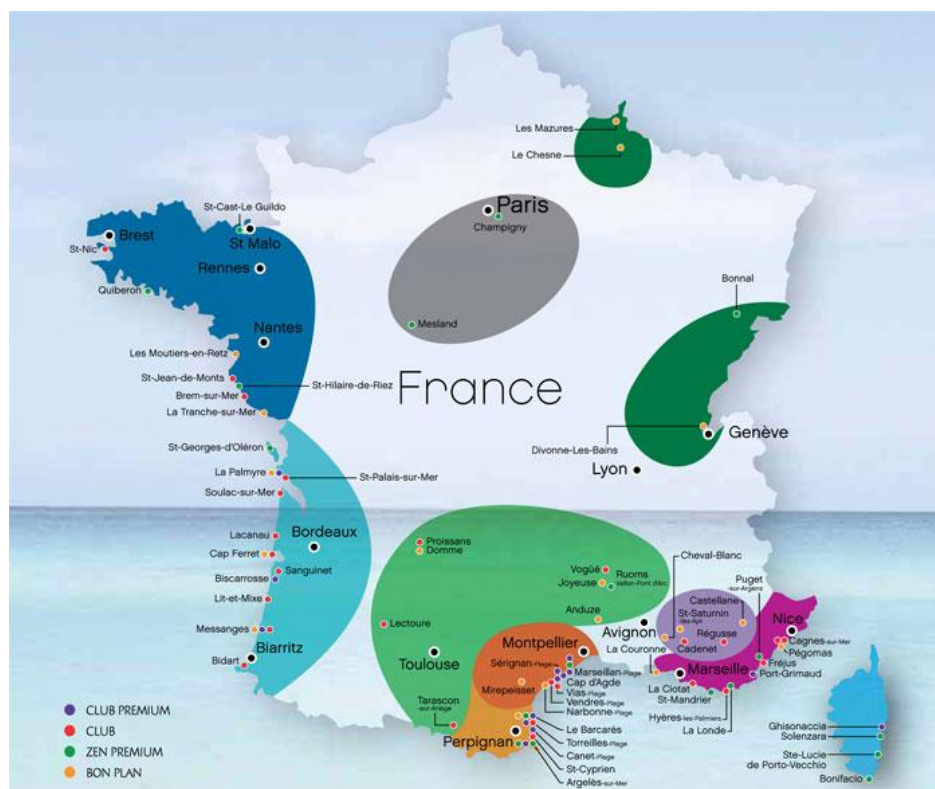 Les Mazures
Le Chesne
Paris
Champigny
St-Cast-Le Guildo
St Malo
Brest
St-Nic
Rennes
Quiberon
Bonnal
Nantes
Mesland
Les Moutiers-en-Retz
St-Jean-de-Monts
St-Hilaire-de-Riez
Brem-sur-Mer
France
La Tranche-sur-Mer
Genève
St-Georges-d'Oléron
Divonne-Les-Bains
Lyon
La Palmyre
St-Palais-sur-Mer
Soulac-sur-Mer
Lacanau
Bordeaux
Cap Ferret
Sanguinet
Biscarrosse
Lit-et-Mixe
Messanges
Biarritz
Bidart
Proissans
Domme
Vogüé
Ruoms
Vallon-Pont d'Arc
Joyeuse
Anduze
Lectoure
Toulouse
Tarascon
-sur-Ariège
Cheval-Blanc
Puget
-sur-Argens
Castellane
St-Saturnin
-lès-Apt
Avignon
Régusse
Cadenet
La Couronne
Nice
Cagnes-sur-Mer
Pégomas
Marseille
Fréjus
Port-Grimaud
La Ciotat
St-Mandrier
Hyères-les-Palmiers
La Londe
Montpellier
Sérignan-Plage
Marseillan-Plage
Cap d'Agde
Mirepeisset
Vias-Plage
Vendres-Plage
Narbonne-Plage
Perpignan
Le Barcarès
Torreilles-Plage
Canet-Plage
St-Cyprien
Argelès-sur-Mer
Ghisonaccia
Solenzara
Ste-Lucie
de Porto-Vecchio
Bonifacio
CLUB PREMIUM
CLUB
ZEN PREMIUM
BON PLAN